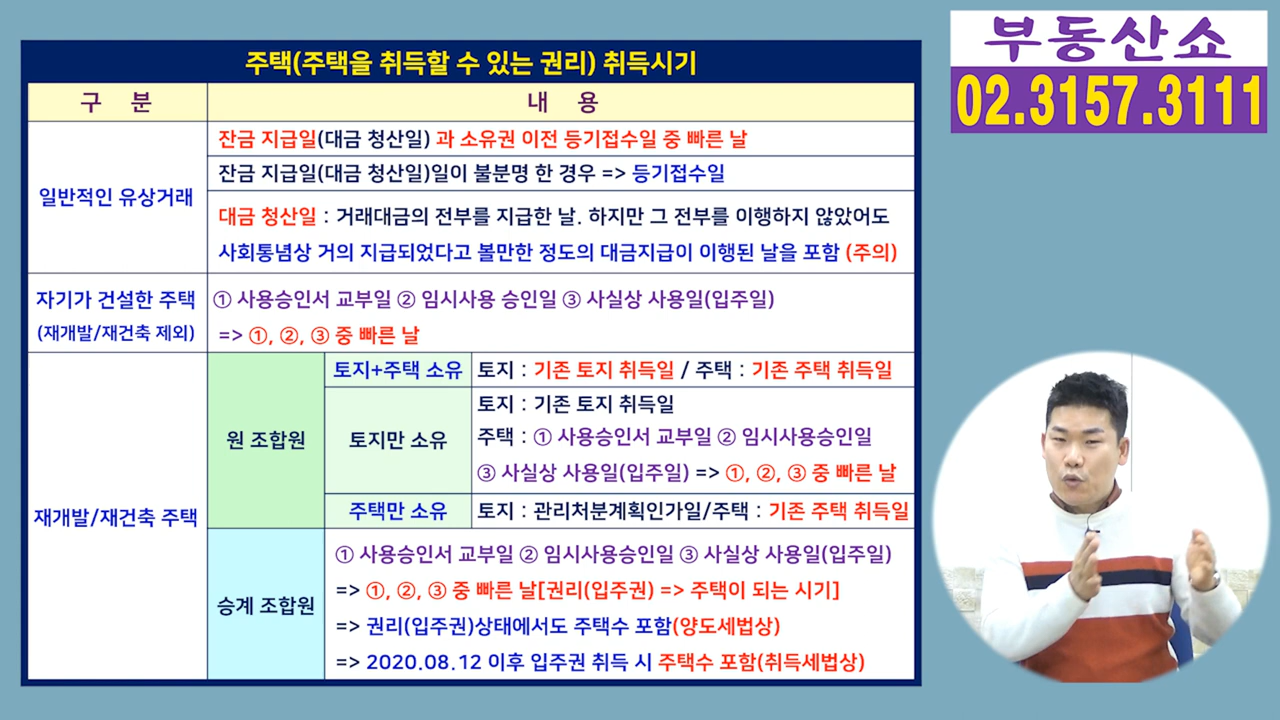 부동산쇼
02.3157.3111
주택(주택을 취득할 수 있는 권리) 취득시기
구 분
내 용
일반적인 유상거래
잔금 지급일(대금 청산일) 과 소유권 이전 등기접수일 중 빠른 날
잔금 지급일(대금 청산일)일이 불분명 한 경우 => 등기접수일
대금 청산일 : 거래대금의 전부를 지급한 날. 하지만 그 전부를 이행하지 않았어도
사회통념상 거의 지급되었다고 볼만한 정도의 대금지급이 이행된 날을 포함 (주의)
자기가 건설한 주택
(재개발/재건축 제외)
① 사용승인서 교부일 ② 임시사용 승인일 ③ 사실상 사용일(입주일)
=> ①, ②, ③ 중 빠른 날
재개발/재건축 주택
원 조합원
토지+주택 소유
토지 : 기존 토지 취득일 / 주택 : 기존 주택 취득일
토지만 소유
토지 : 기존 토지 취득일
주택 : ① 사용승인서 교부일 ② 임시사용승인일
③ 사실상 사용일(입주일) => ①, ②, ③ 중 빠른 날
주택만 소유
토지 : 관리처분계획인가일/주택 : 기존 주택 취득일
승계 조합원
① 사용승인서 교부일 ② 임시사용승인일 ③ 사실상 사용일(입주일)
=> ①, ②, ③ 중 빠른 날[권리(입주권) => 주택이 되는 시기]
=> 권리(입주권)상태에서도 주택수 포함(양도세법상)
=> 2020.08.12 이후 입주권 취득 시 주택수 포함(취득세법상)